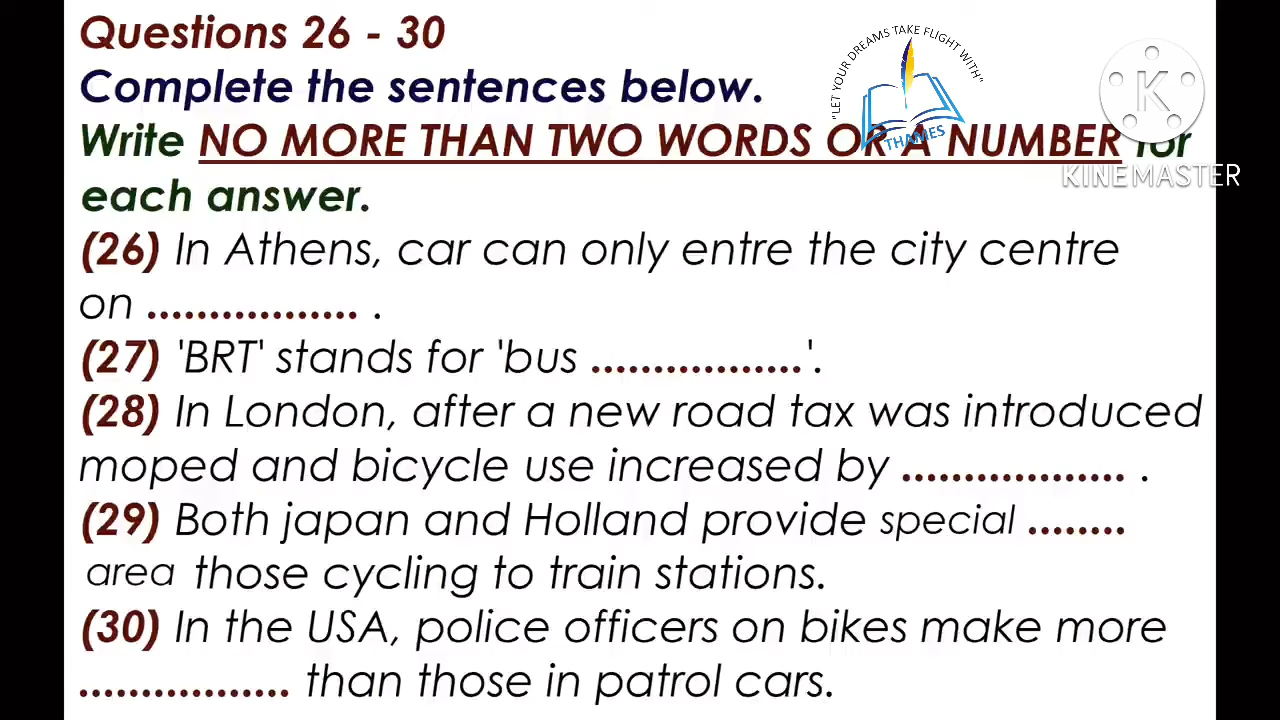 Questions 26 - 30
Complete the sentences below.
Write NO MORE THAN TWO WORDS OR A NUMBER for
each answer.
(26) In Athens, car can only entre the city centre
on ................. .
(27) 'BRT' stands for 'bus .................'.
(28) In London, after a new road tax was introduced
moped and bicycle use increased by .................. .
(29) Both japan and Holland provide special ........
area those cycling to train stations.
(30) In the USA, police officers on bikes make more
................. than those in patrol cars.
"LET YOUR DREAMS TAKE FLIGHT WITH"
THAMES
K
KINEMASTER